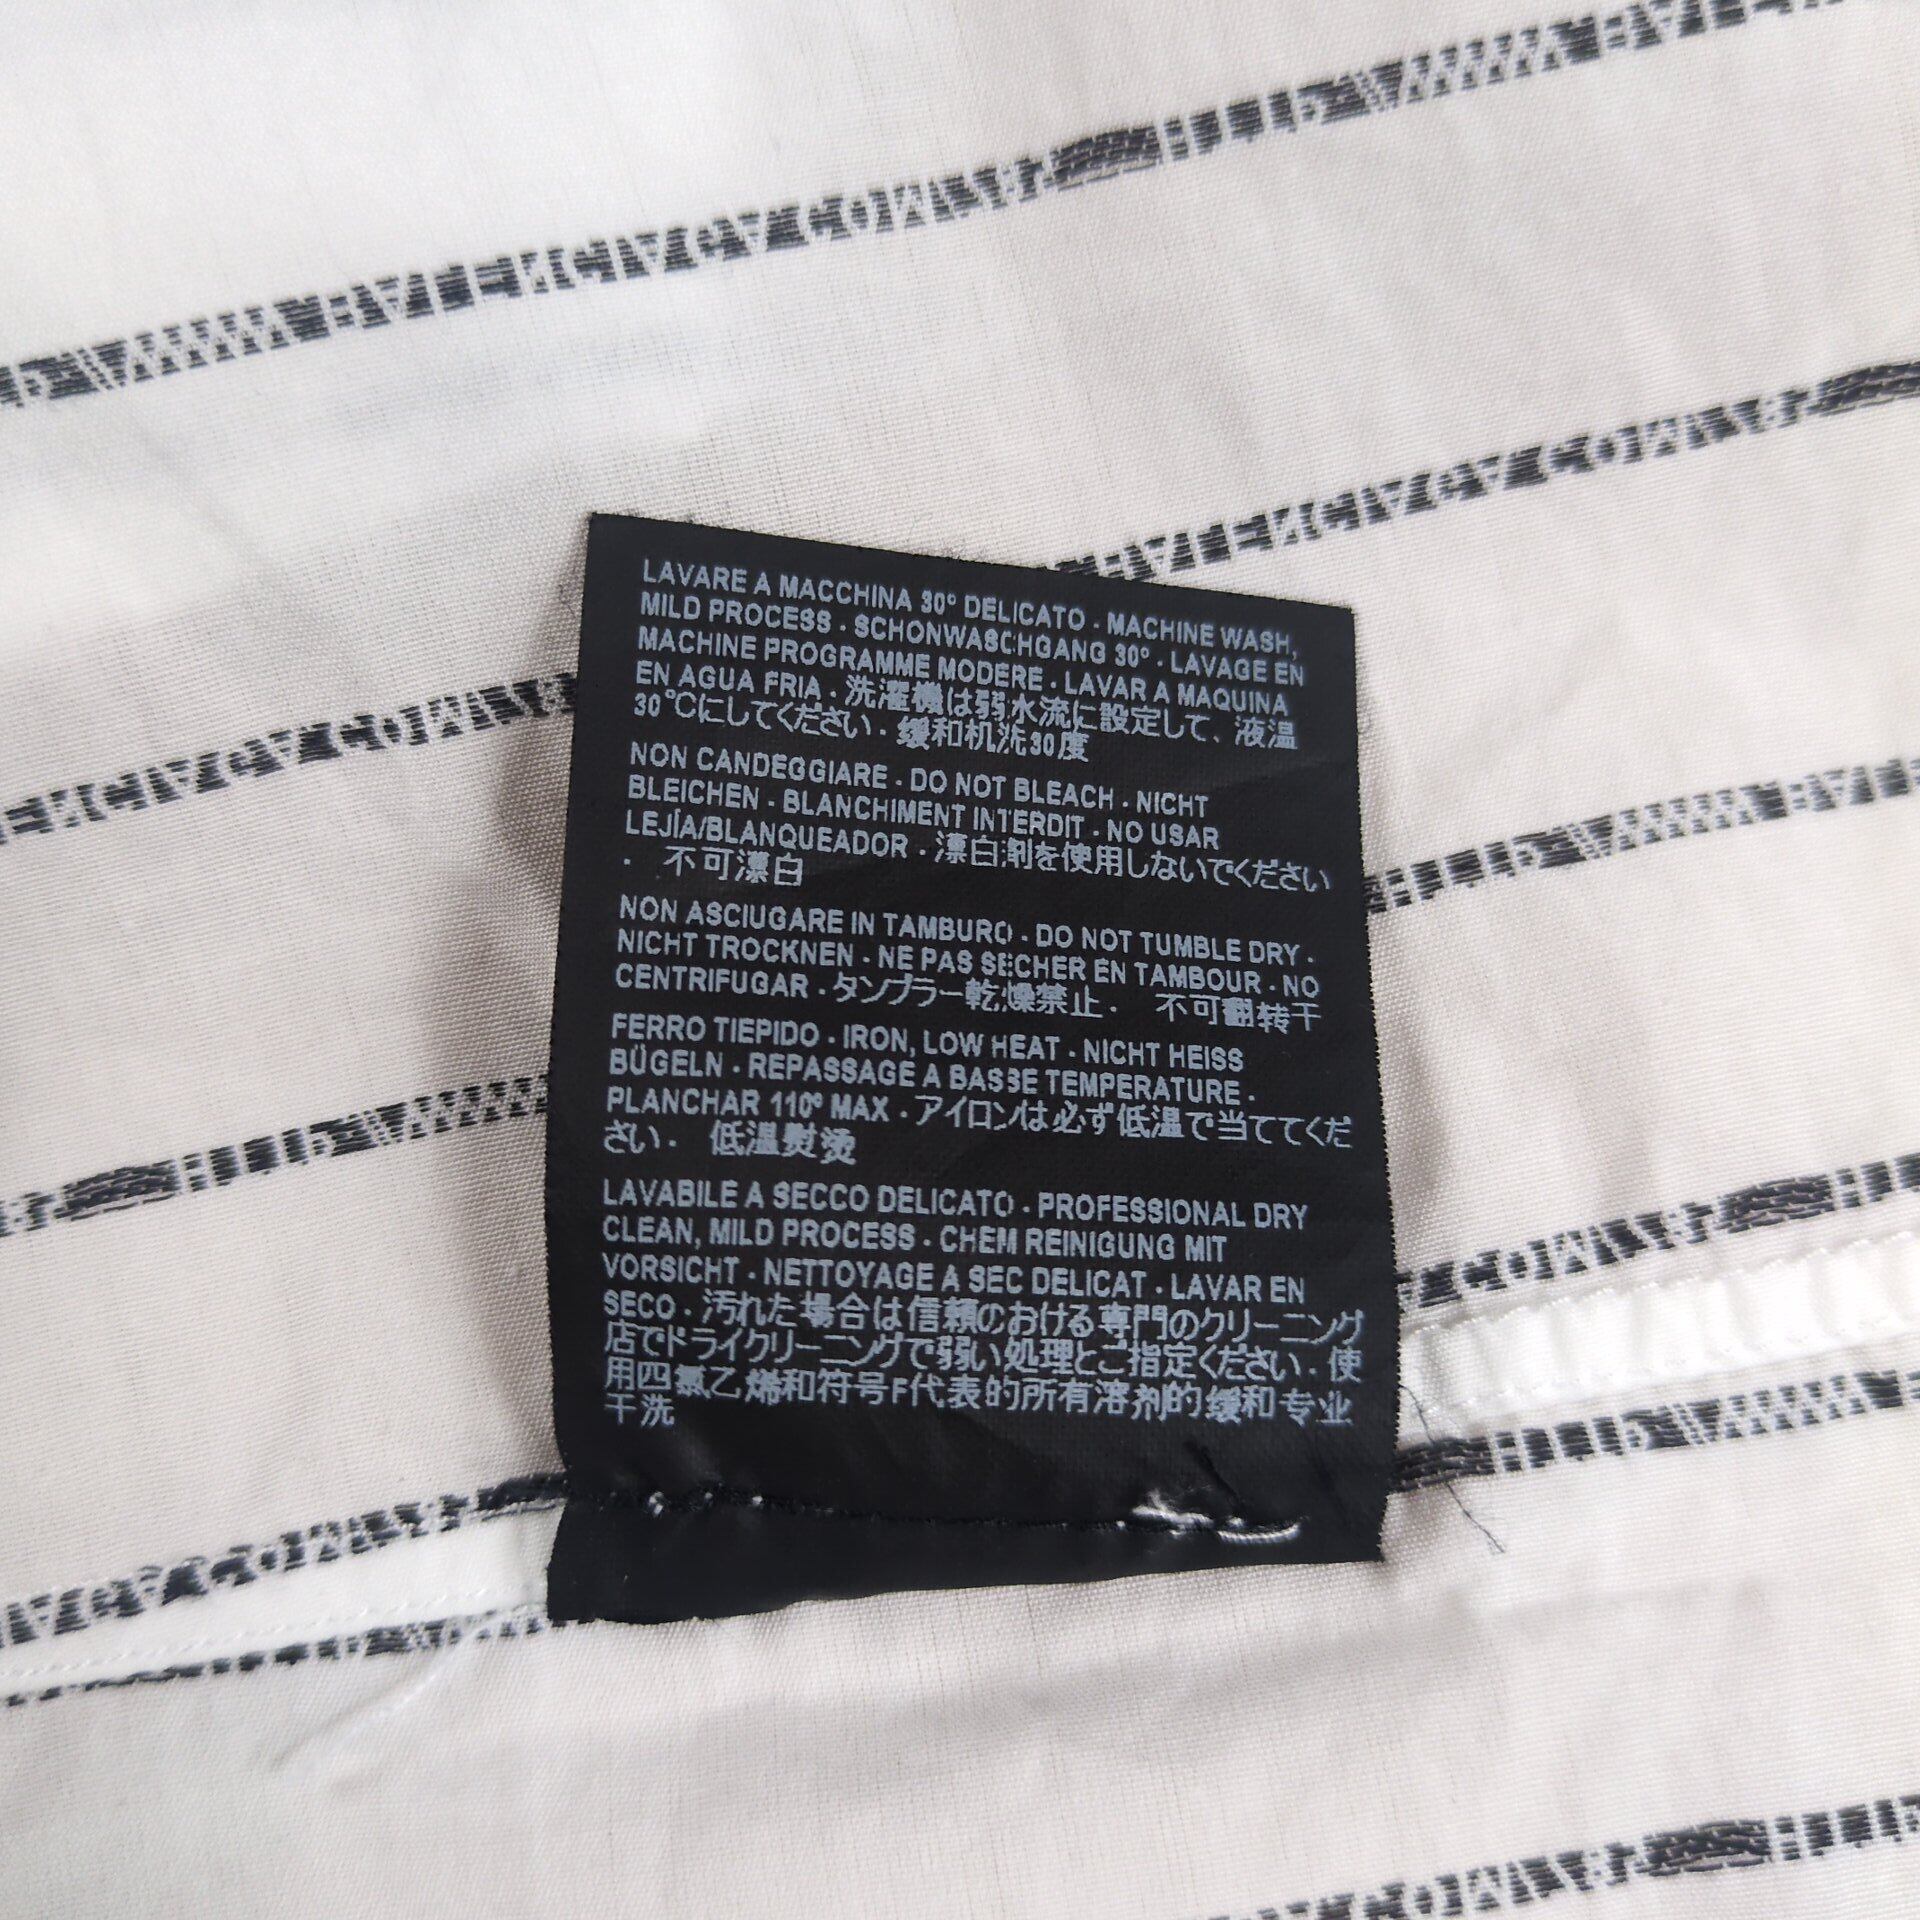 LAVARE A MACCHINA 30° DELICATO · MACHINE WASH,
MILD PROCESS · SCHONWASCHGANG 30° · LAVAGE EN
MACHINE PROGRAMME MODERE · LAVAR A MAQUINA
EN AGUA FRIA · 洗濯機は弱水流に設定して、液温
30℃にしてください · 缓和机洗30度
NON CANDEGGIARE · DO NOT BLEACH · NICHT
BLEICHEN · BLANCHIMENT INTERDIT · NO USAR
LEJÍA/BLANQUEADOR · 漂白剤を使用しないでください
· 不可漂白
NON ASCIUGARE IN TAMBURO · DO NOT TUMBLE DRY ·
NICHT TROCKNEN · NE PAS SECHER EN TAMBOUR · NO
CENTRIFUGAR · タンブラー乾燥禁止 · 不可翻转干
FERRO TIEPIDO · IRON, LOW HEAT · NICHT HEISS
BÜGELN · REPASSAGE A BASSE TEMPERATURE ·
PLANCHAR 110° MAX · アイロンは必ず低温で当ててくだ
さい · 低温熨烫
LAVABILE A SECCO DELICATO · PROFESSIONAL DRY
CLEAN, MILD PROCESS · CHEM REINIGUNG MIT
VORSICHT · NETTOYAGE A SEC DELICAT · LAVAR EN
SECO · 汚れた場合は信頼のおける専門のクリーニング
店でドライクリーニングで弱い処理とご指定ください · 使
用四氯乙烯和符号F代表的所有溶剂的缓和专业
干洗